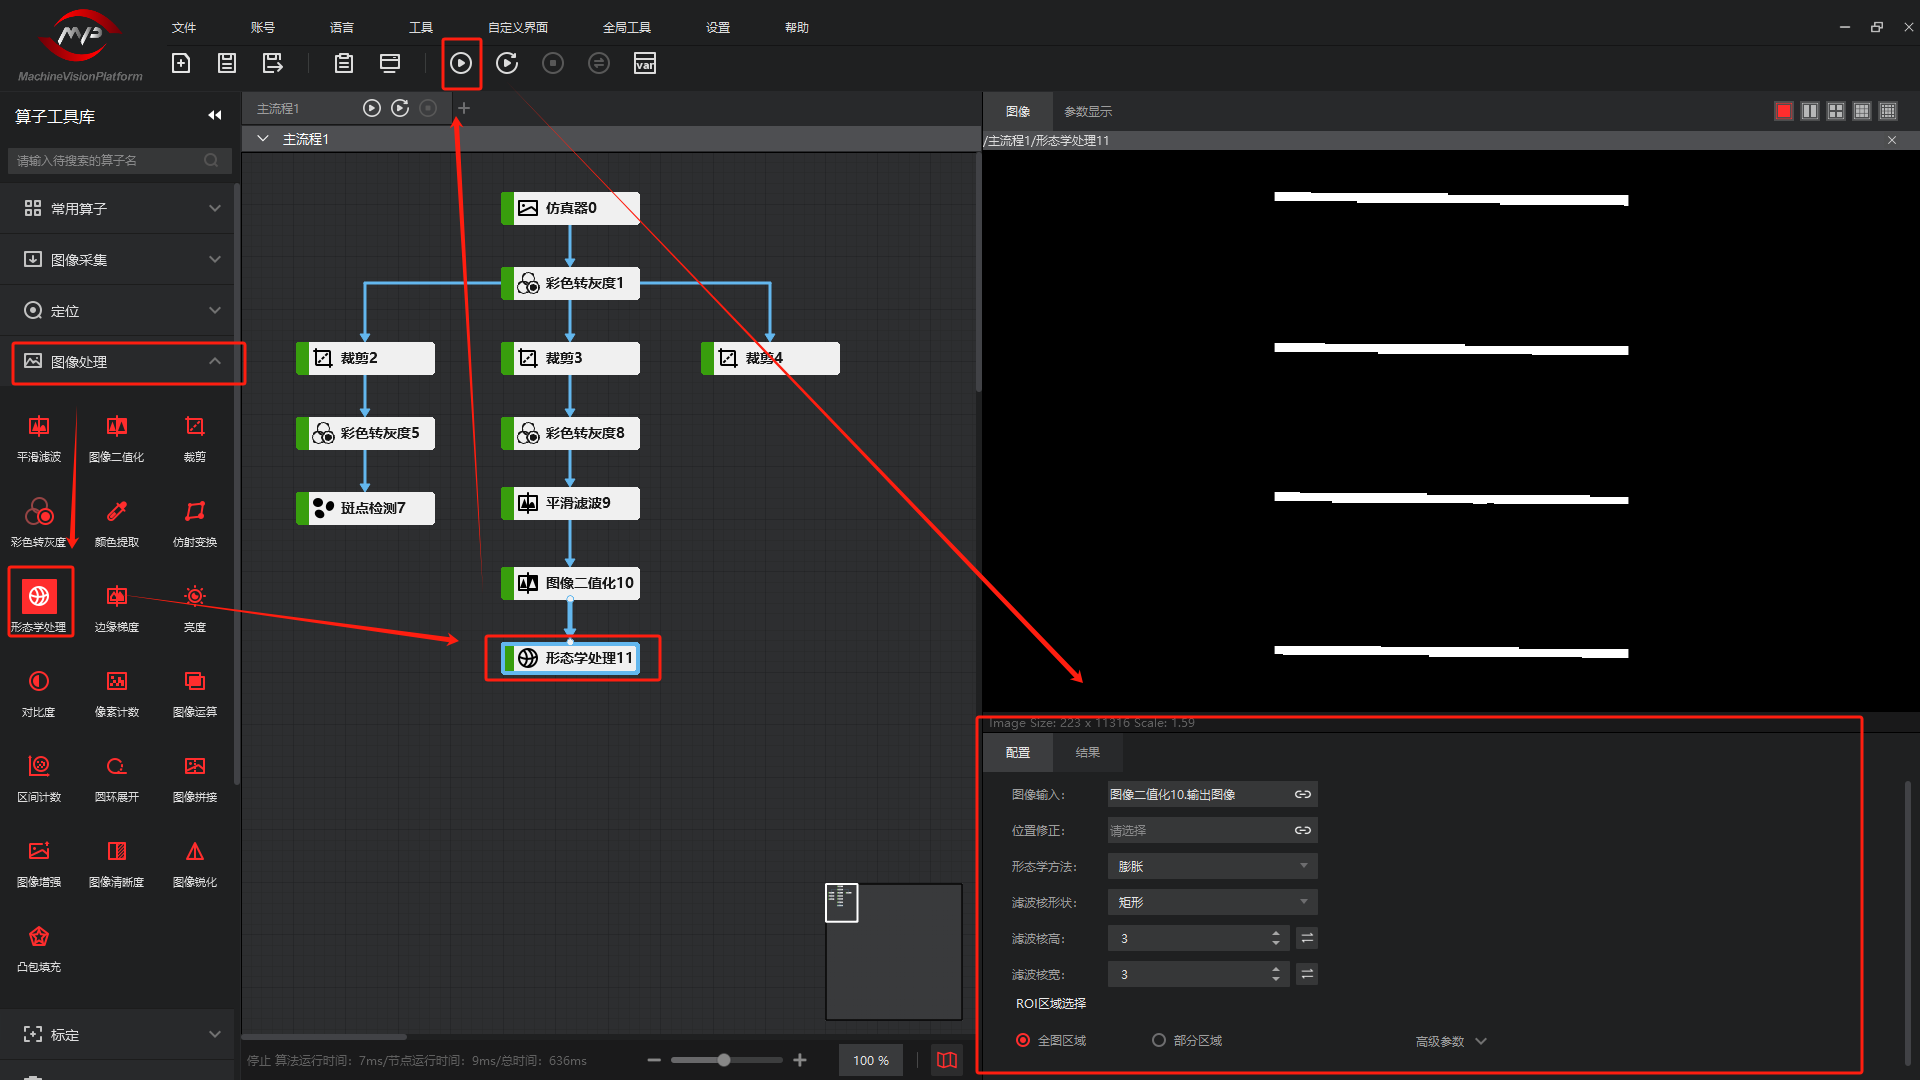 MVP
MachineVisionPlatform
文件
账号
语言
工具
自定义界面
全局工具
设置
帮助
var
算子工具库
请输入待搜索的算子名
常用算子
图像采集
定位
图像处理
平滑滤波
图像二值化
裁剪
彩色转灰度
颜色提取
仿射变换
形态学处理
边缘梯度
亮度
对比度
像素计数
图像运算
区间计数
圆环展开
图像拼接
图像增强
图像清晰度
图像锐化
凸包填充
标定
主流程1
主流程1
仿真器0
彩色转灰度1
裁剪2
裁剪3
裁剪4
彩色转灰度5
彩色转灰度8
斑点检测7
平滑滤波9
图像二值化10
形态学处理11
停止 算法运行时间：7ms/节点运行时间：9ms/总时间：636ms
100 %
图像
参数显示
/主流程1/形态学处理11
Image Size: 223 x 11316 Scale: 1.59
配置
结果
图像输入：
图像二值化10.输出图像
位置修正：
请选择
形态学方法：
膨胀
滤波核形状：
矩形
滤波核高：
3
滤波核宽：
3
ROI区域选择
全图区域
部分区域
高级参数